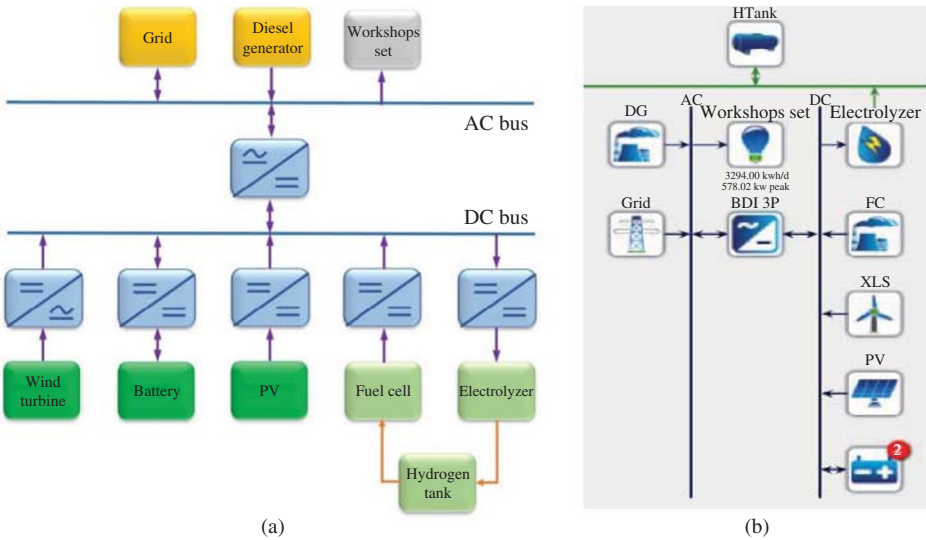 Grid
Diesel
generator
Workshops
set
AC bus
DC bus
Wind
turbine
Battery
PV
Fuel cell
Electrolyzer
Hydrogen
tank
(a)
HTank
AC
DC
DG
Workshops set
Electrolyzer
3294.00 kwh/d
578.02 kw peak
Grid
BDI 3P
FC
XLS
PV
2
(b)